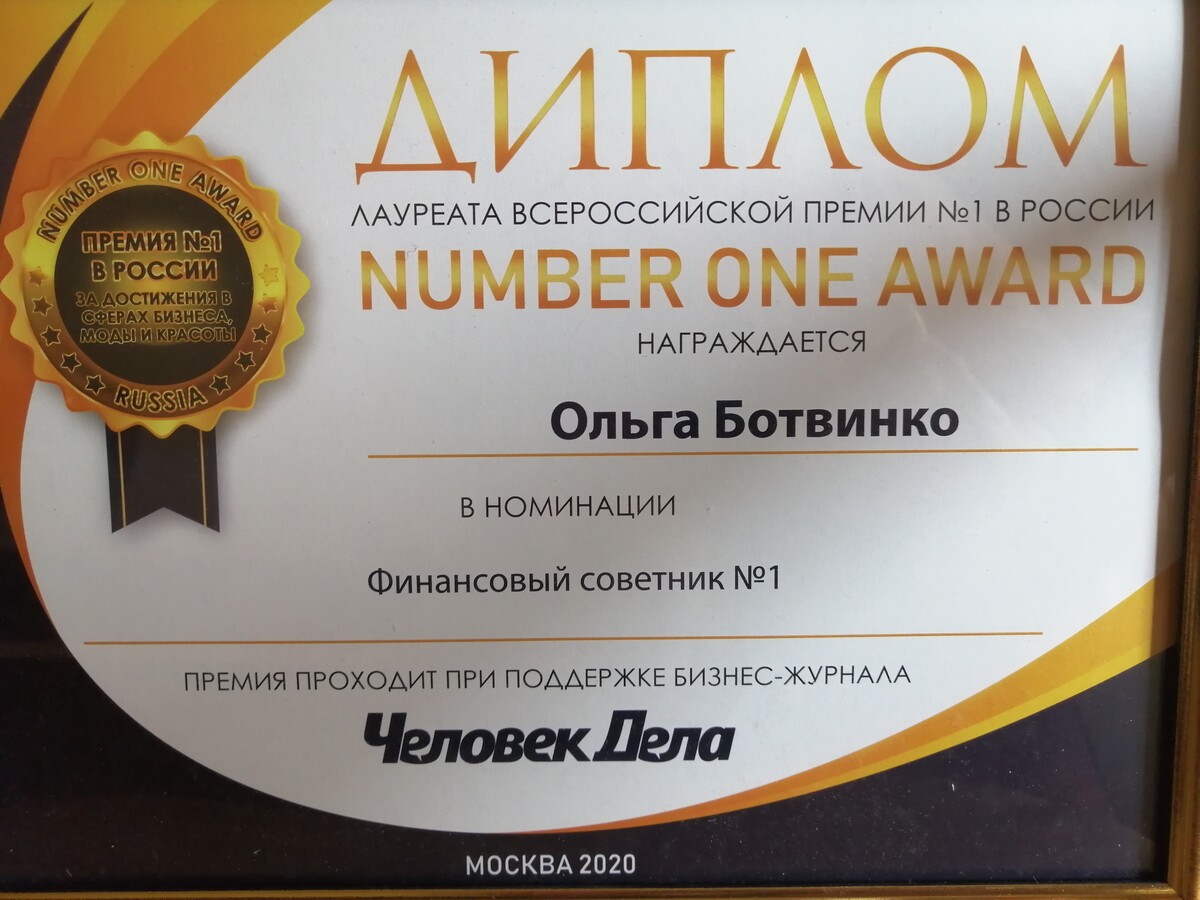 ДИПЛОМ
ЛАУРЕАТА ВСЕРОССИЙСКОЙ ПРЕМИИ №1 В РОССИИ
NUMBER ONE AWARD
НАГРАЖДАЕТСЯ
Ольга Ботвинко
В НОМИНАЦИИ
Финансовый советник №1
ПРЕМИЯ ПРОХОДИТ ПРИ ПОДДЕРЖКЕ БИЗНЕС-ЖУРНАЛА
Человек Дела
МОСКВА 2020
NUMBER ONE AWARD
ПРЕМИЯ №1
В РОССИИ
ЗА ДОСТИЖЕНИЯ В
СФЕРАХ БИЗНЕСА,
МОДЫ И КРАСОТЫ
RUSSIA